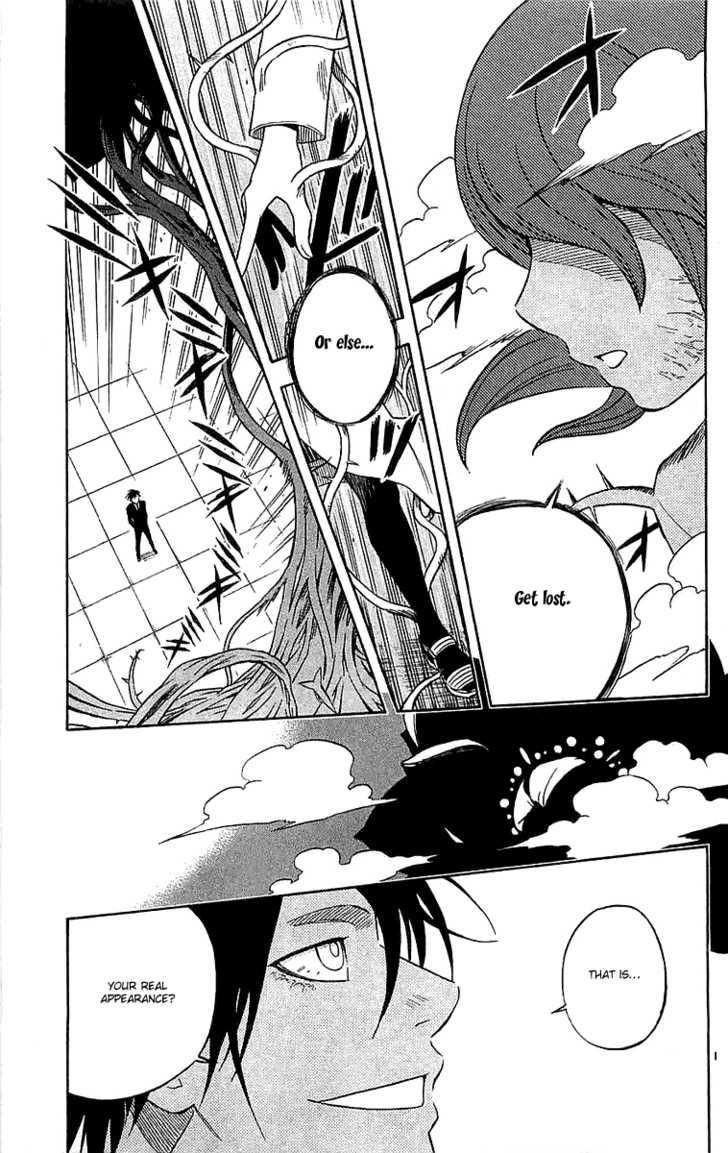 Get lost.
Or else...
THAT IS...
YOUR REAL
APPEARANCE?
1